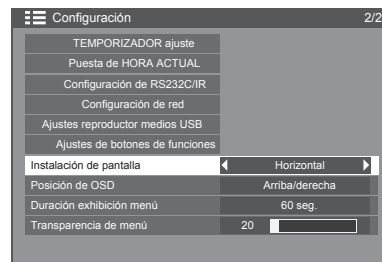 Configuración 2/2
TEMPORIZADOR ajuste
Puesta de HORA ACTUAL
Configuración de RS232C/IR
Configuración de red
Ajustes reproductor medios USB
Ajustes de botones de funciones
Instalación de pantalla Horizontal
Posición de OSD Arriba/derecha
Duración exhibición menú 60 seg.
Transparencia de menú 20